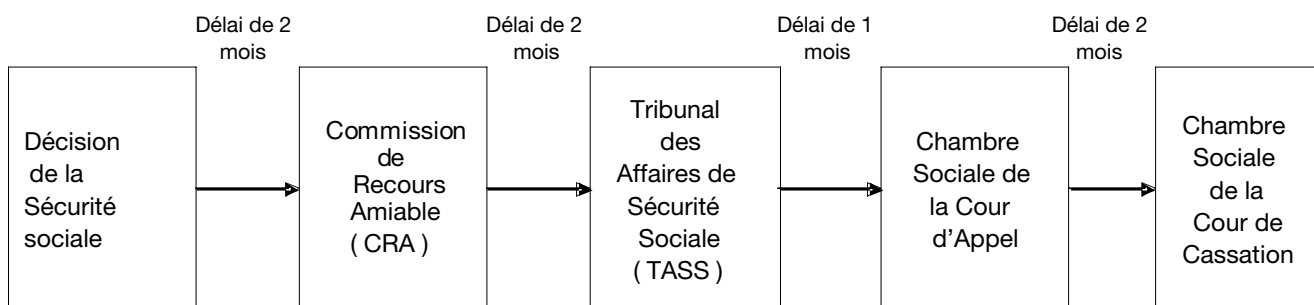 Délai de 2
mois
Délai de 2
mois
Délai de 1
mois
Délai de 2
mois
Décision
de la
Sécurité
sociale
Commission
de
Recours
Amiable
( CRA )
Tribunal
des
Affaires de
Sécurité
Sociale
( TASS )
Chambre
Sociale de
la Cour
d'Appel
Chambre
Sociale
de la
Cour de
Cassation